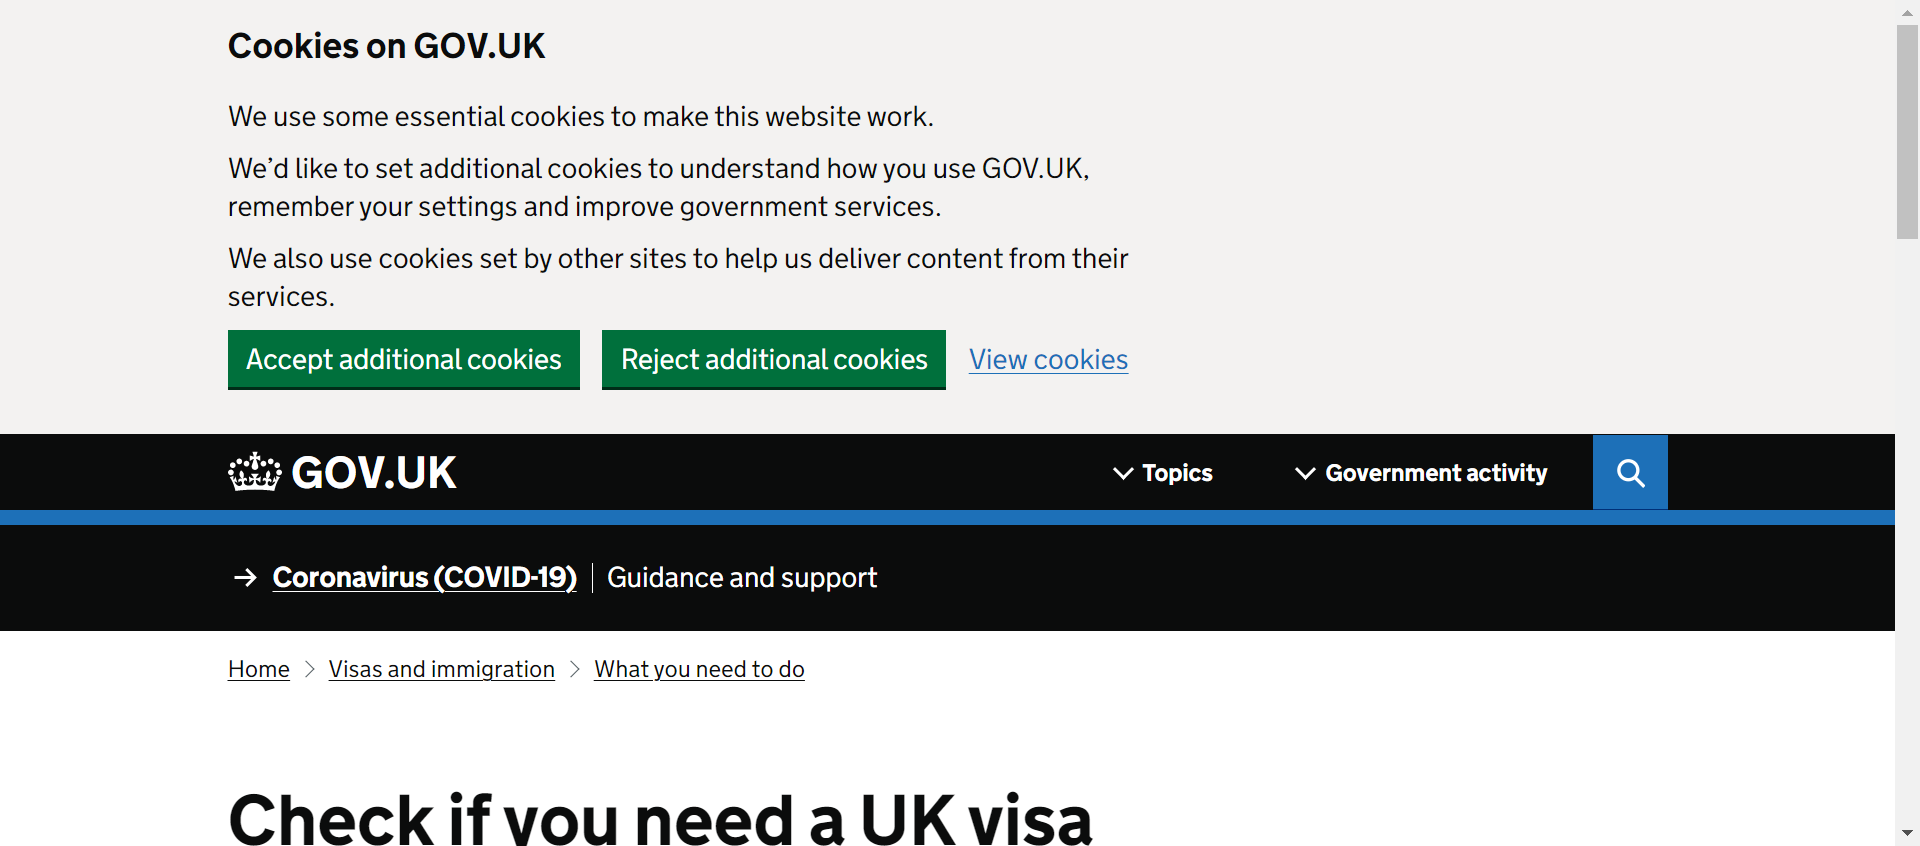 Cookies on GOV.UK
We use some essential cookies to make this website work.
We’d like to set additional cookies to understand how you use GOV.UK,
remember your settings and improve government services.
We also use cookies set by other sites to help us deliver content from their
services.
Accept additional cookies Reject additional cookies View cookies
GOV.UK Topics Government activity
Coronavirus (COVID-19) Guidance and support
Home Visas and immigration What you need to do
Check if you need a UK visa